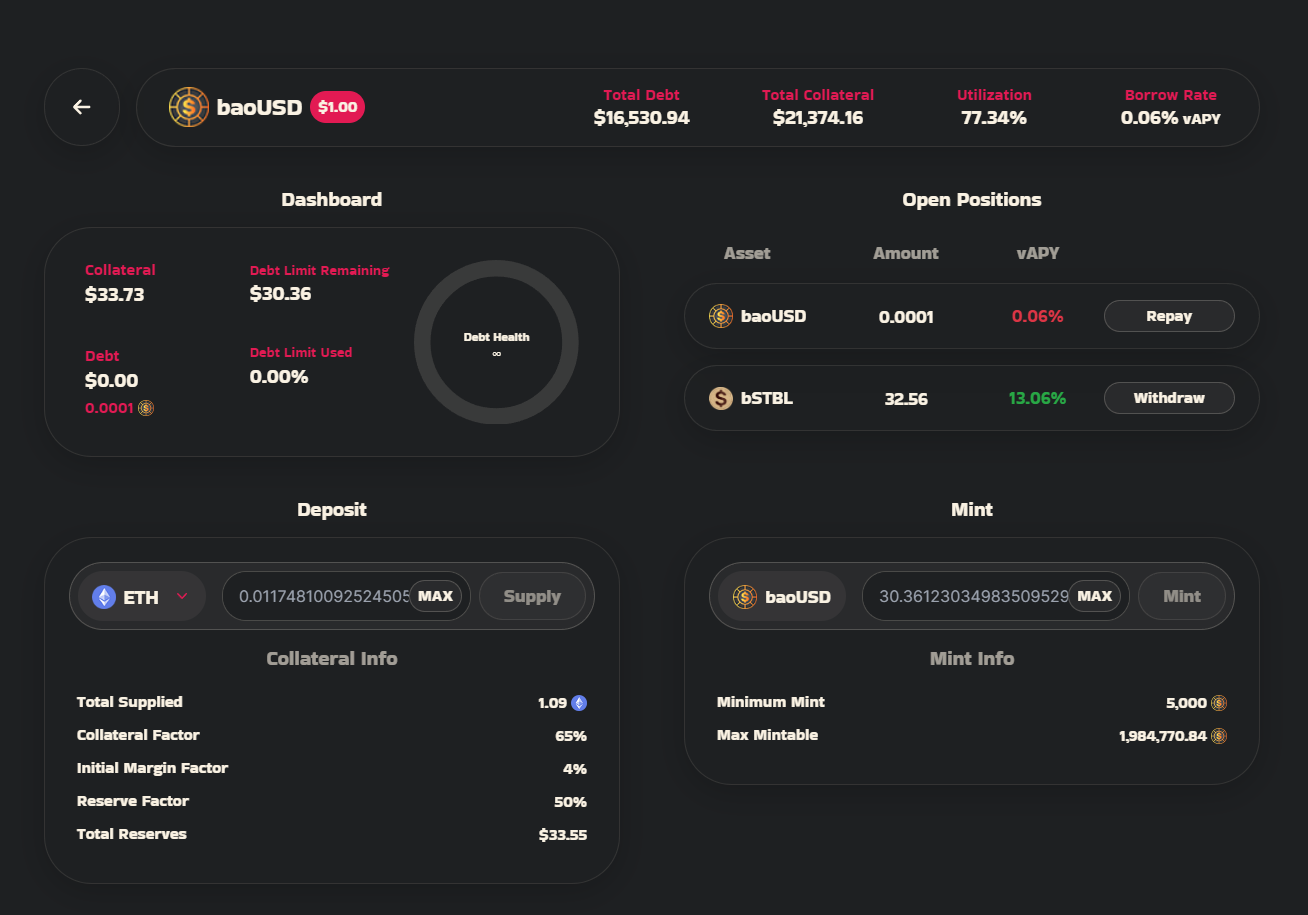 baoUSD $1.00
Total Debt
$16,530.94
Total Collateral
$21,374.16
Utilization
77.34%
Borrow Rate
0.06% vAPY
Dashboard
Collateral
$33.73
Debt Limit Remaining
$30.36
Debt
$0.00
0.0001
Debt Limit Used
0.00%
Debt Health
∞
Open Positions
Asset Amount vAPY
baoUSD 0.0001 0.06% Repay
bSTBL 32.56 13.06% Withdraw
Deposit
ETH 0.01174810092524505 MAX Supply
Collateral Info
Total Supplied 1.09
Collateral Factor 65%
Initial Margin Factor 4%
Reserve Factor 50%
Total Reserves $33.55
Mint
baoUSD 30.36123034983509529 MAX Mint
Mint Info
Minimum Mint 5,000
Max Mintable 1,984,770.84